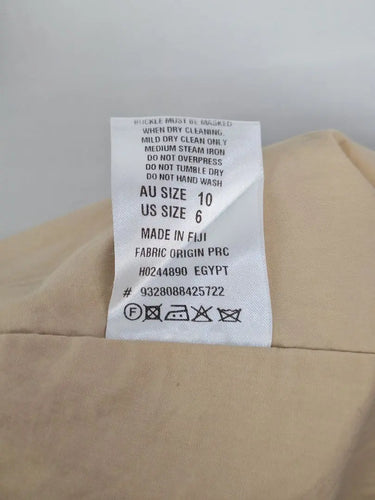 BUCKLE MUST BE MASKED
WHEN DRY CLEANING.
MILD DRY CLEAN ONLY
MEDIUM STEAM IRON
DO NOT OVERPRESS
DO NOT TUMBLE DRY
DO NOT HAND WASH
AU SIZE 10
US SIZE 6
MADE IN FIJI
FABRIC ORIGIN PRC
H0244890 EGYPT
# 9328088425722
F